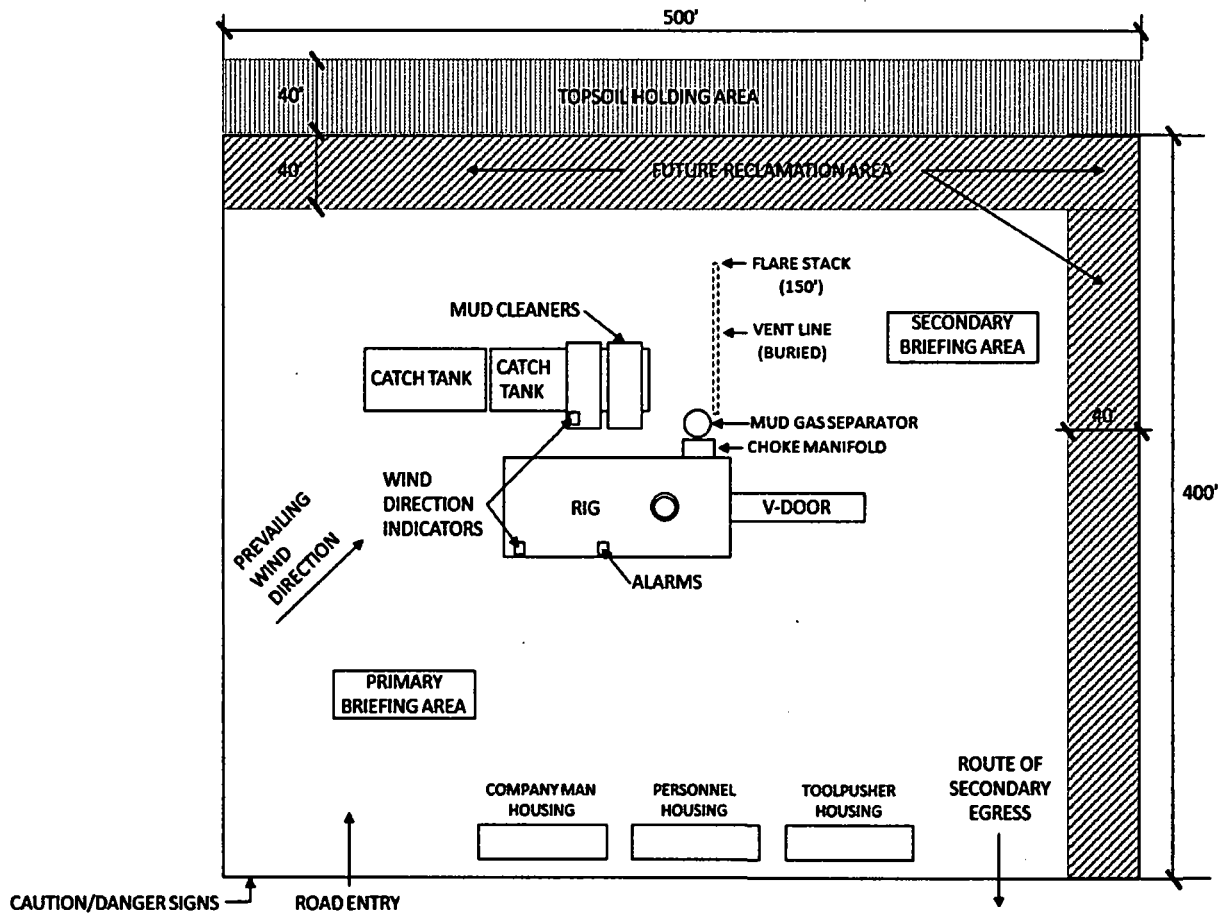 500'
40'
TOPSOIL HOLDING AREA
40'
FUTURE RECLAMATION AREA
FLARE STACK
(150')
MUD CLEANERS
VENT LINE
(BURIED)
SECONDARY
BRIEFING AREA
CATCH TANK
CATCH
TANK
MUD GAS SEPARATOR
40'
CHOKE MANIFOLD
WIND
DIRECTION
INDICATORS
RIG
V-DOOR
400'
PREVAILING
WIND
DIRECTION
ALARMS
PRIMARY
BRIEFING AREA
ROUTE OF
SECONDARY
EGRESS
COMPANY MAN
HOUSING
PERSONNEL
HOUSING
TOOLPUSHER
HOUSING
CAUTION/DANGER SIGNS
ROAD ENTRY